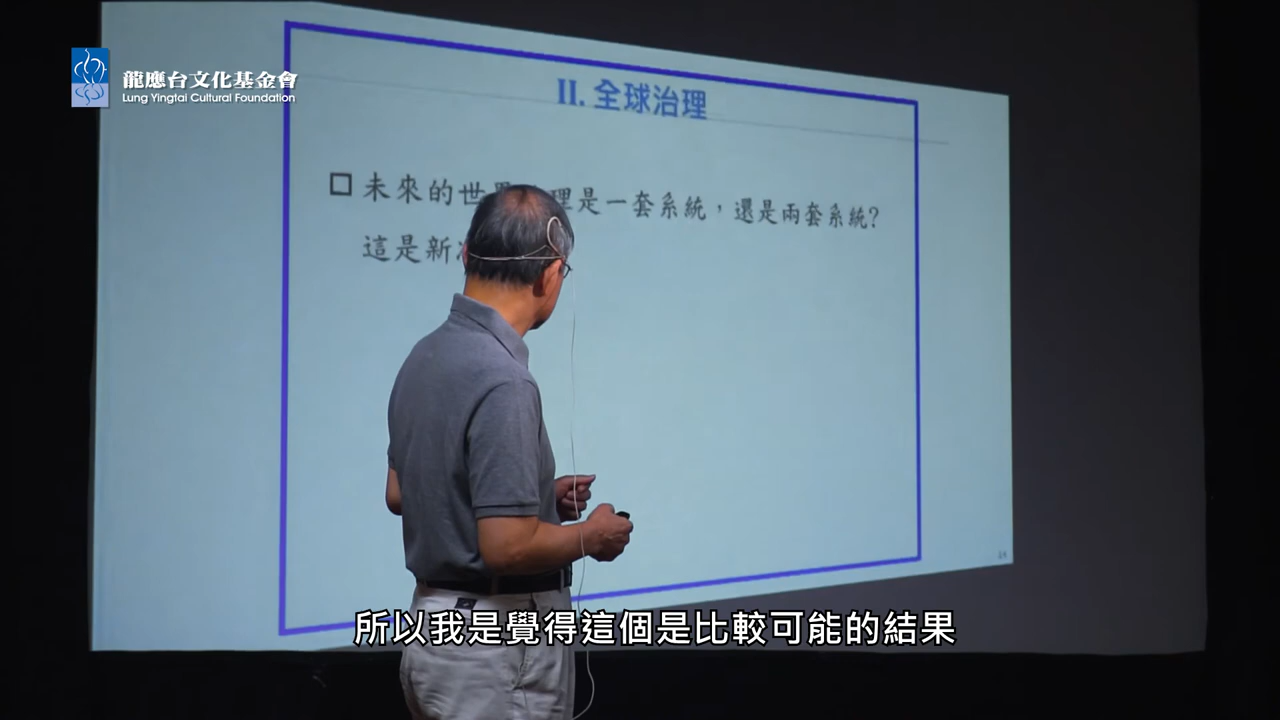 龍應台文化基金會
Lung Yingtai Cultural Foundation
II. 全球治理
未來的世 理是一套系統，還是兩套系統?
這是新
所以我是覺得這個是比較可能的結果